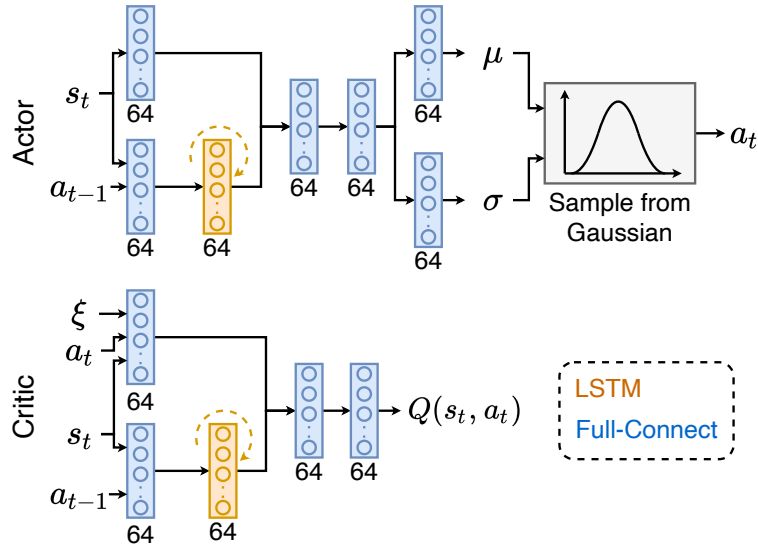 Actor
s_t
a_{t-1}
64
64
64
64
64
64
64
μ
σ
Sample from
Gaussian
a_t
Critic
ξ
a_t
s_t
a_{t-1}
64
64
64
64
64
Q(s_t, a_t)
LSTM
Full-Connect